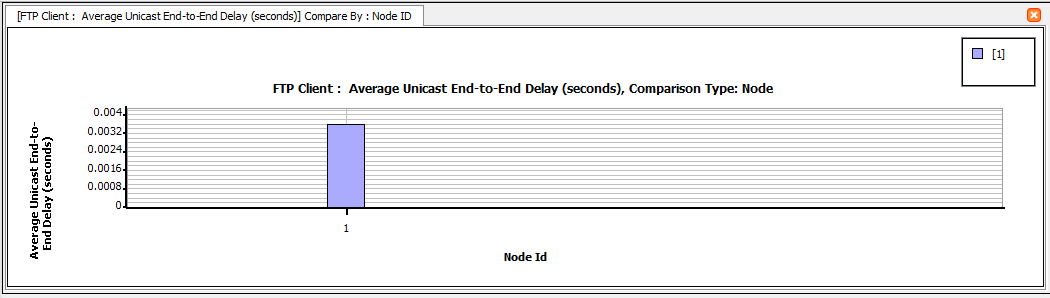 [FTP Client :  Average Unicast End-to-End Delay (seconds)] Compare By : Node ID
[1]
FTP Client :  Average Unicast End-to-End Delay (seconds), Comparison Type: Node
Average Unicast End-to-
End Delay (seconds)
0.004
0.0032
0.0024
0.0016
0.0008
0
1
Node Id